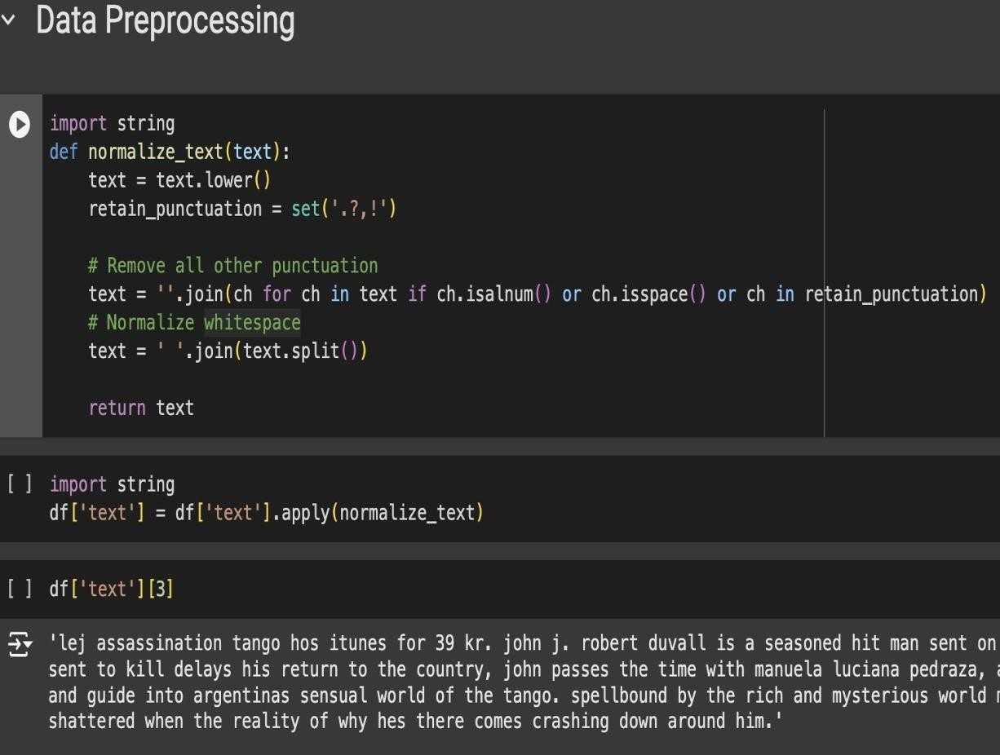 Data Preprocessing
import string
def normalize_text(text):
    text = text.lower()
    retain_punctuation = set('.?,!')
    # Remove all other punctuation
    text = ''.join(ch for ch in text if ch.isalnum() or ch.isspace() or ch in retain_punctuation)
    # Normalize whitespace
    text = ' '.join(text.split())
    return text
[ ] import string
df['text'] = df['text'].apply(normalize_text)
[ ] df['text'][3]
'lej assassination tango hos itunes for 39 kr. john j. robert duvall is a seasoned hit man sent on
sent to kill delays his return to the country, john passes the time with manuela luciana pedraza,
and guide into argentinas sensual world of the tango. spellbound by the rich and mysterious world
shattered when the reality of why hes there comes crashing down around him.'